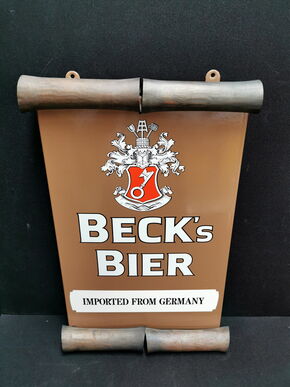 BECK's
BIER
IMPORTED FROM GERMANY